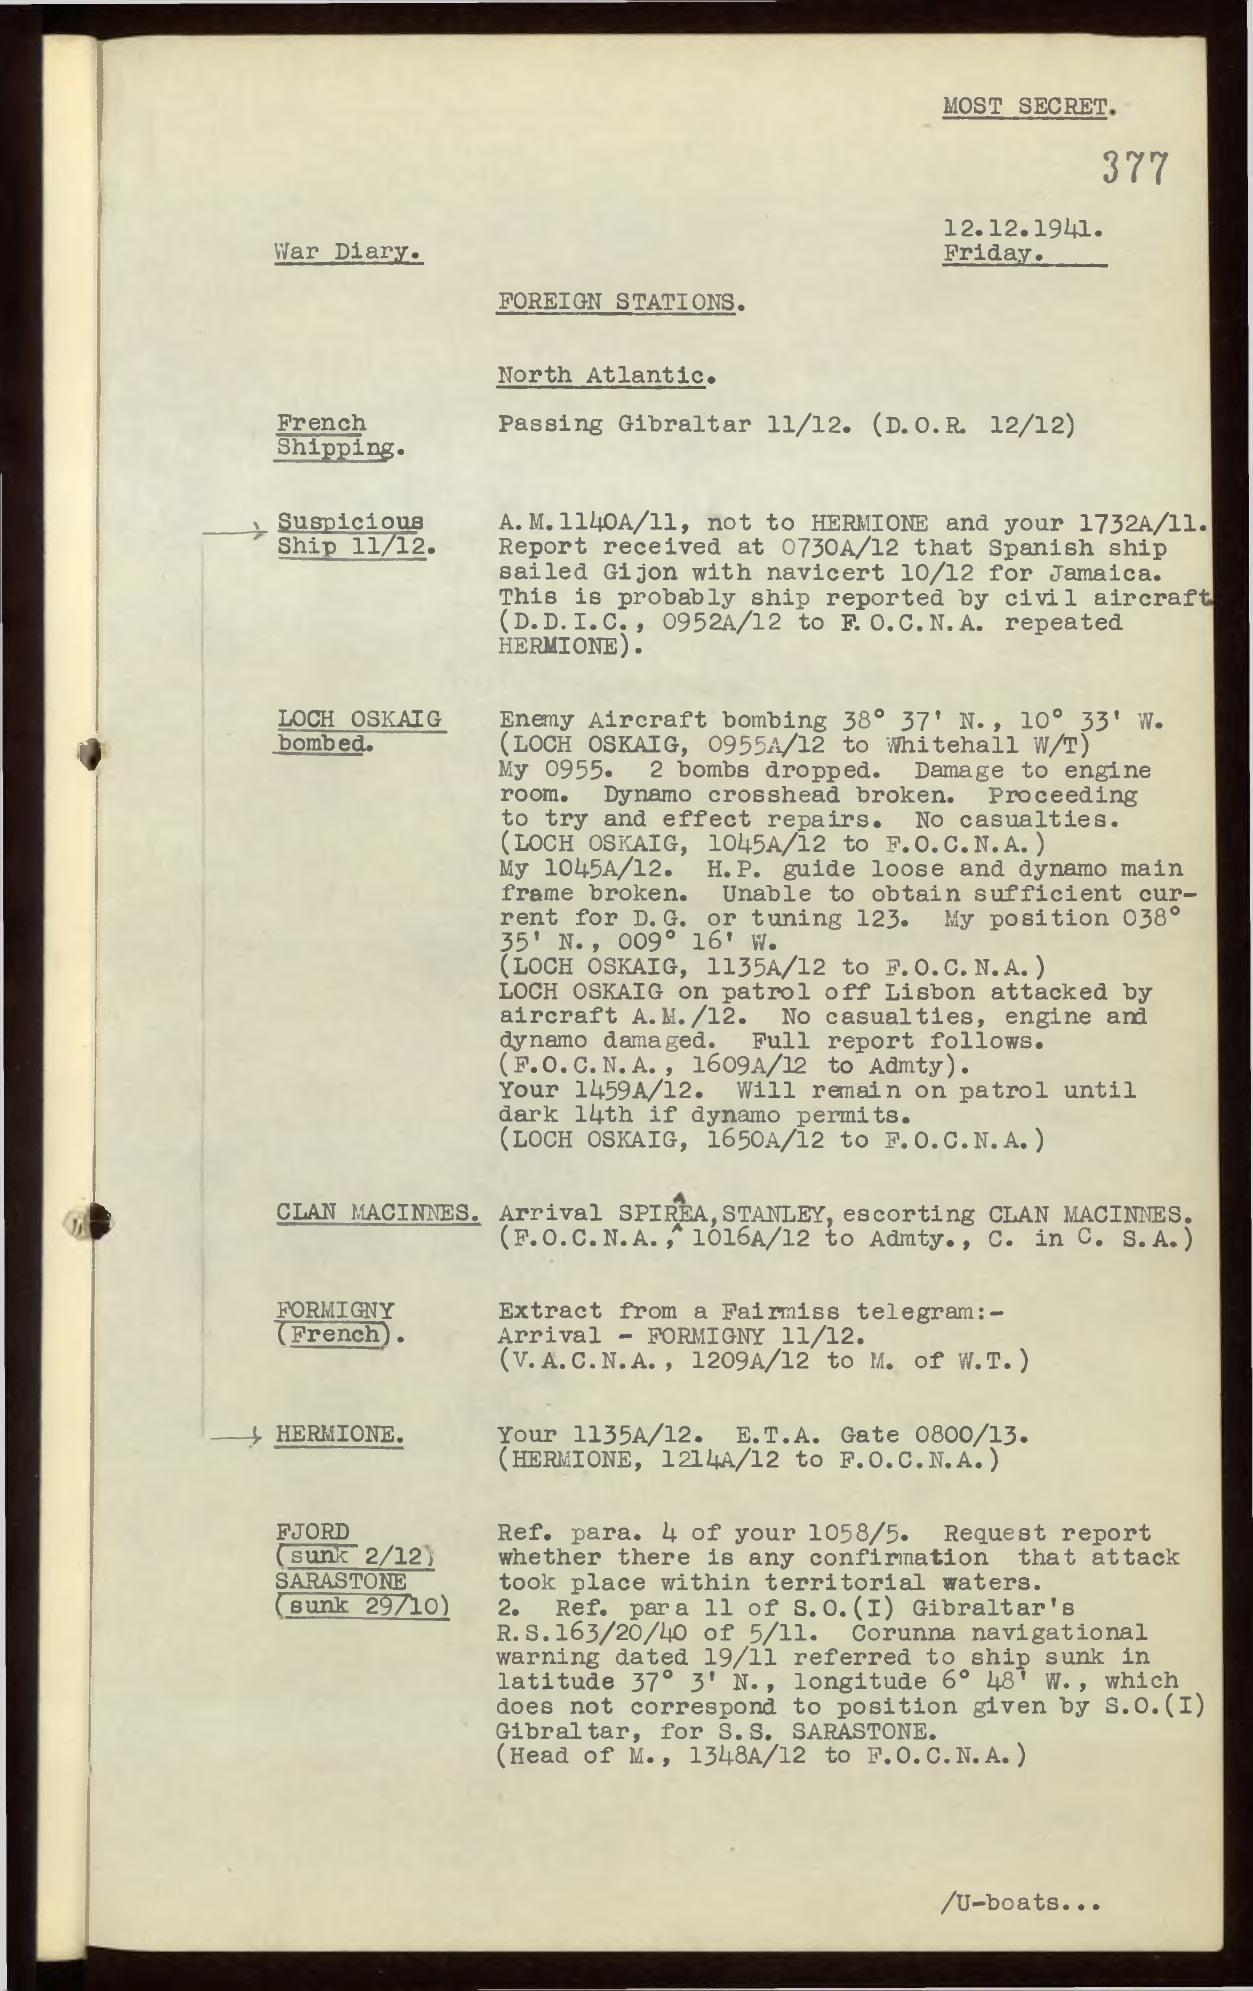 MOST SECRET.
377
12.12.1941.
War Diary.
Friday.
FOREIGN STATIONS.
North Atlantic.
French Shipping.
Passing Gibraltar 11/12. (D.O.R. 12/12)
Suspicious Ship 11/12.
A.M.1140A/11, not to HERMIONE and your 1732A/11.
Report received at 0730A/12 that Spanish ship
sailed Gijon with navicert 10/12 for Jamaica.
This is probably ship reported by civil aircraft
(D.D.I.C., 0952A/12 to F.O.C.N.A. repeated
HERMIONE).
LOCH OSKAIG bombed.
Enemy Aircraft bombing 38° 37' N., 10° 33' W.
(LOCH OSKAIG, 0955A/12 to Whitehall W/T)
My 0955. 2 bombs dropped. Damage to engine
room. Dynamo crosshead broken. Proceeding
to try and effect repairs. No casualties.
(LOCH OSKAIG, 1045A/12 to F.O.C.N.A.)
My 1045A/12. H.P. guide loose and dynamo main
frame broken. Unable to obtain sufficient cur-
rent for D.G. or tuning 123. My position 038°
35' N., 009° 16' W.
(LOCH OSKAIG, 1135A/12 to F.O.C.N.A.)
LOCH OSKAIG on patrol off Lisbon attacked by
aircraft A.M./12. No casualties, engine and
dynamo damaged. Full report follows.
(F.O.C.N.A., 1609A/12 to Admty).
Your 1459A/12. Will remain on patrol until
dark 14th if dynamo permits.
(LOCH OSKAIG, 1650A/12 to F.O.C.N.A.)
CLAN MACINNES.
Arrival SPIREA, STANLEY, escorting CLAN MACINNES.
(F.O.C.N.A., 1016A/12 to Admty., C. in C. S.A.)
FORMIGNY (French).
Extract from a Fairmiss telegram:-
Arrival - FORMIGNY 11/12.
(V.A.C.N.A., 1209A/12 to M. of W.T.)
HERMIONE.
Your 1135A/12. E.T.A. Gate 0800/13.
(HERMIONE, 1214A/12 to F.O.C.N.A.)
FJORD
(sunk 2/12)
SARASTONE
(sunk 29/10)
Ref. para. 4 of your 1058/5. Request report
whether there is any confirmation that attack
took place within territorial waters.
2. Ref. para 11 of S.O.(I) Gibraltar's
R.S.163/20/40 of 5/11. Corunna navigational
warning dated 19/11 referred to ship sunk in
latitude 37° 3' N., longitude 6° 48' W., which
does not correspond to position given by S.O.(I)
Gibraltar, for S.S. SARASTONE.
(Head of M., 1348A/12 to F.O.C.N.A.)
/U-boats...